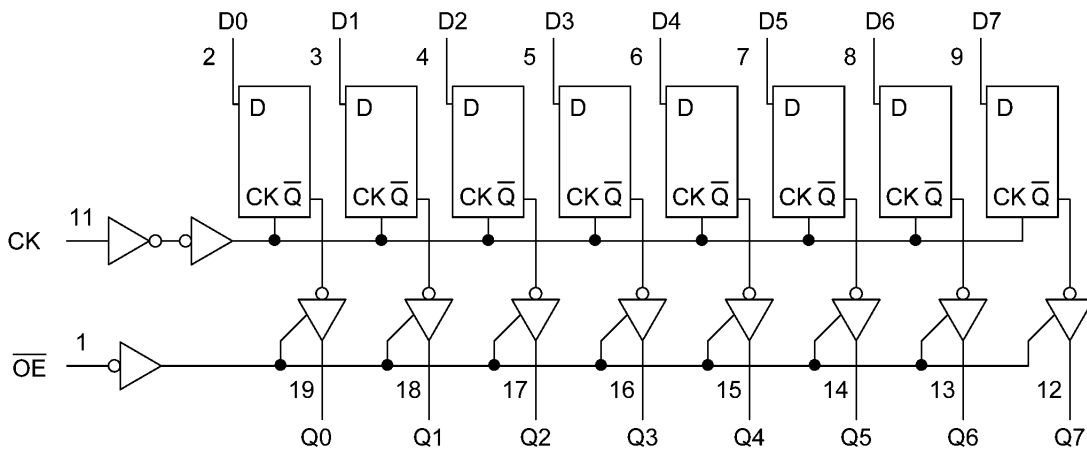 D0 D1 D2 D3 D4 D5 D6 D7
2 3 4 5 6 7 8 9
D D D D D D D D
CK Q̅ CK Q̅ CK Q̅ CK Q̅ CK Q̅ CK Q̅ CK Q̅ CK Q̅
11
CK
1
O̅E̅
19 18 17 16 15 14 13 12
Q0 Q1 Q2 Q3 Q4 Q5 Q6 Q7